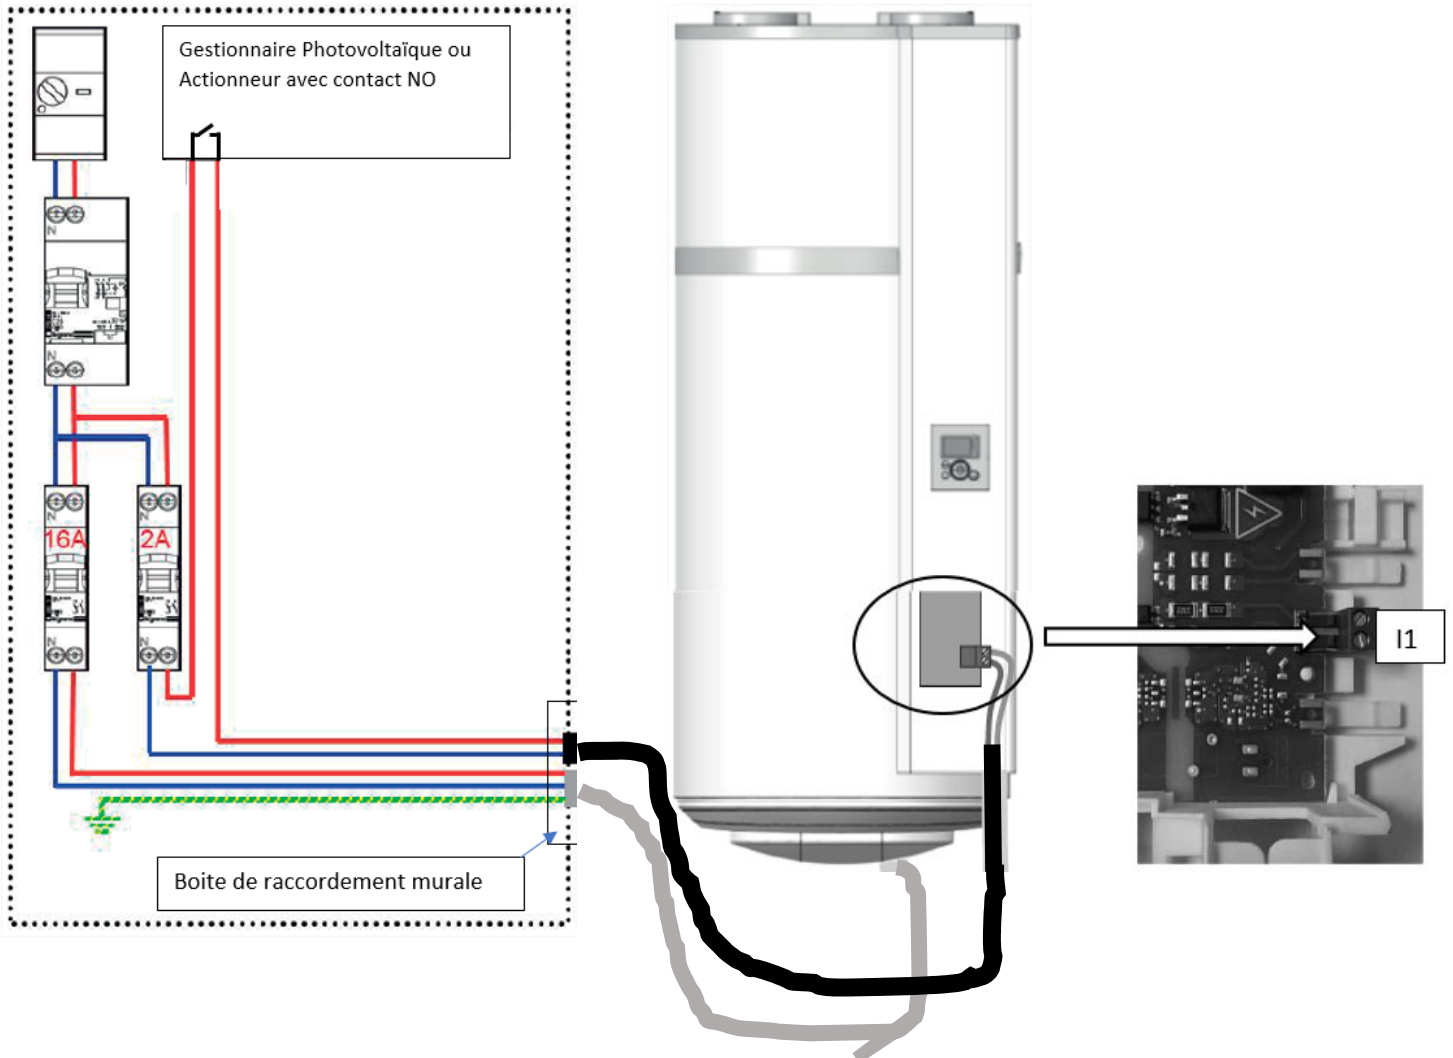 Gestionnaire Photovoltaïque ou
Actionneur avec contact NO
N
N
N
N
16A
2A
N
N
Boite de raccordement murale
I1